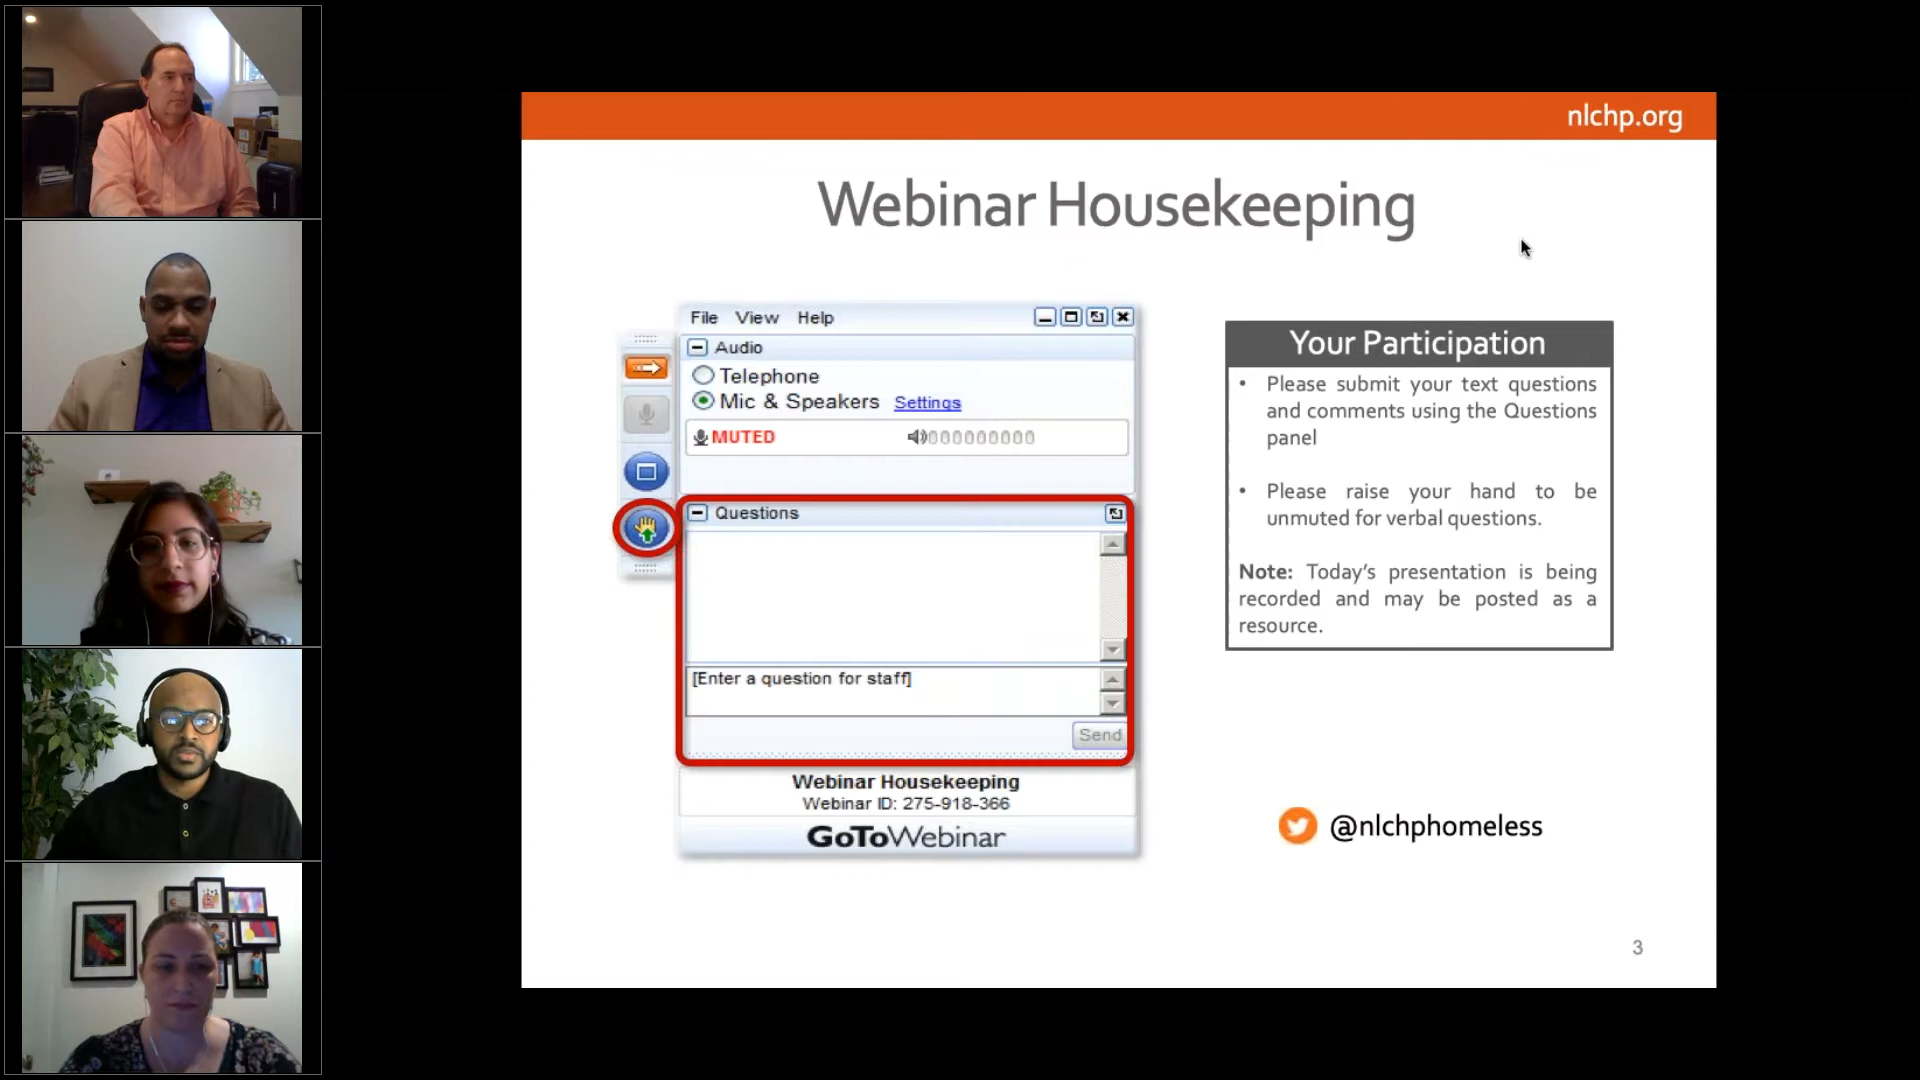 nlchp.org
Webinar Housekeeping
File View Help
Audio
Telephone
Mic & Speakers Settings
MUTED
Questions
[Enter a question for staff]
Send
Webinar Housekeeping
Webinar ID: 275-918-366
GoToWebinar
Your Participation
• Please submit your text questions
and comments using the Questions
panel
• Please raise your hand to be
unmuted for verbal questions.
Note: Today's presentation is being
recorded and may be posted as a
resource.
@nlchphomeless
3